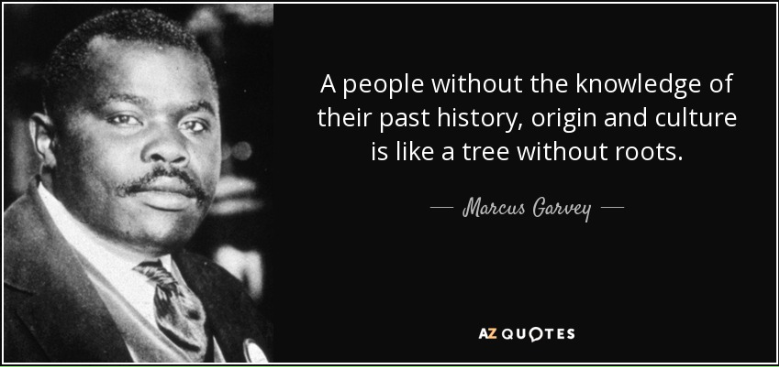 A people without the knowledge of
their past history, origin and culture
is like a tree without roots.
Marcus Garvey
AZ QUOTES